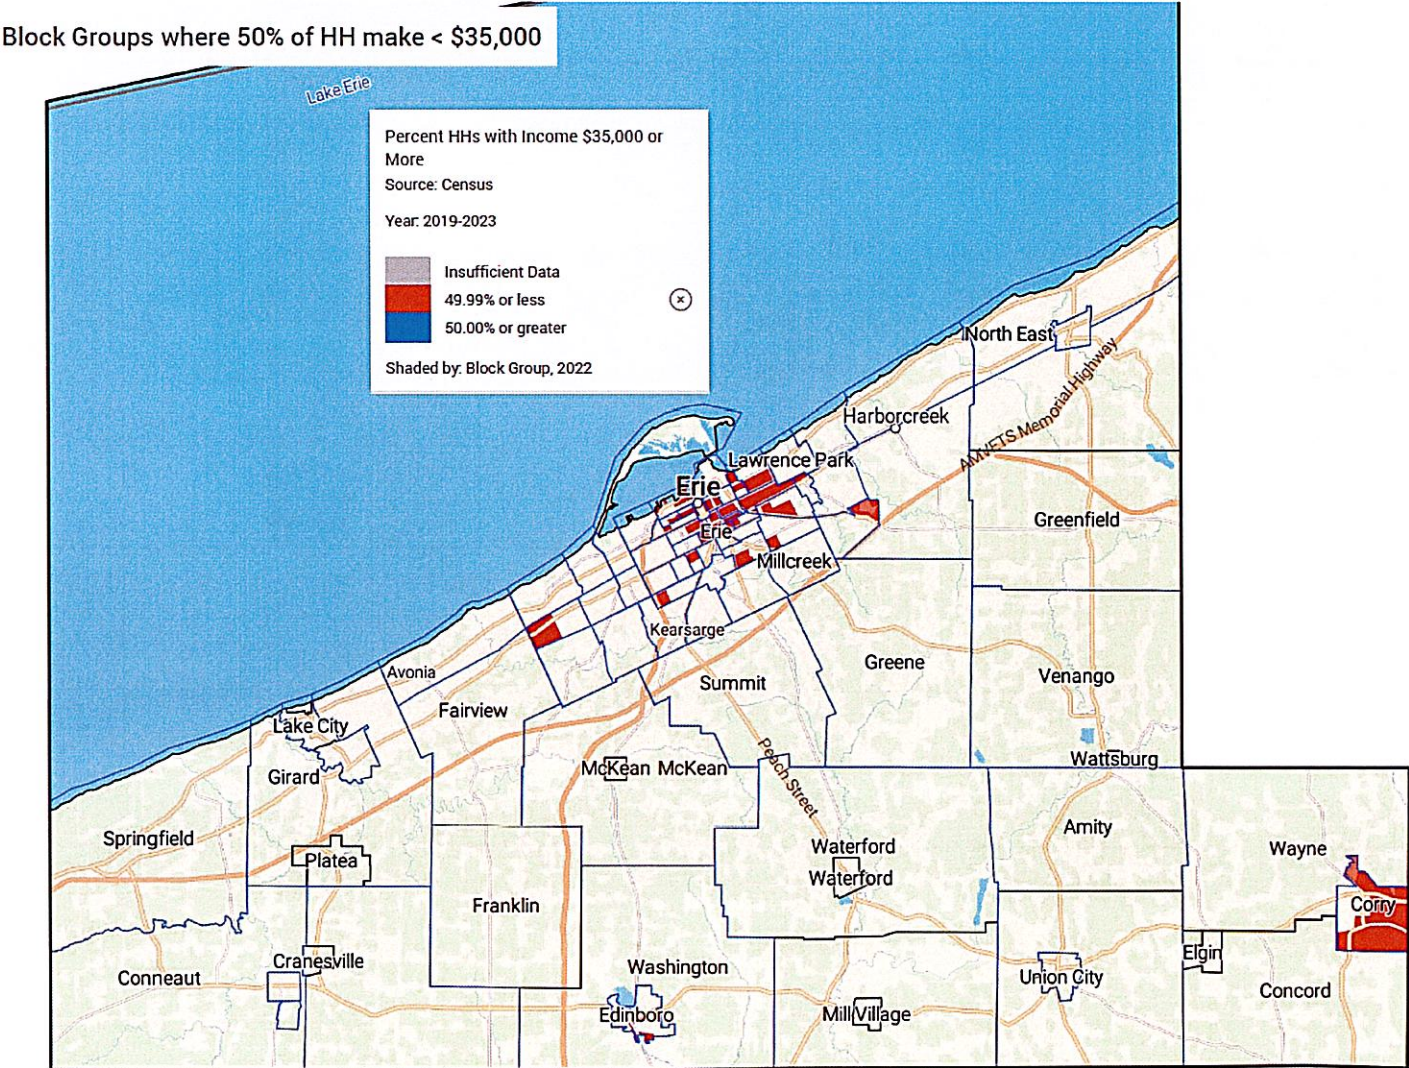 Block Groups where 50% of HH make < $35,000
Lake Erie
Percent HHs with Income $35,000 or
More
Source: Census
Year: 2019-2023
Insufficient Data
49.99% or less
50.00% or greater
Shaded by: Block Group, 2022
North East
AMVETS Memorial Highway
Harborcreek
Lawrence Park
Erie
Greenfield
Erie
Millcreek
Kearsarge
Avonia
Greene
Summit
Venango
Fairview
Lake City
Wattsburg
McKean McKean
Girard
Peach Street
Amity
Springfield
Waterford
Wayne
Platea
Waterford
Franklin
Corry
Elgin
Cranesville
Washington
Conneaut
Union City
Concord
Edinboro
Mill Village